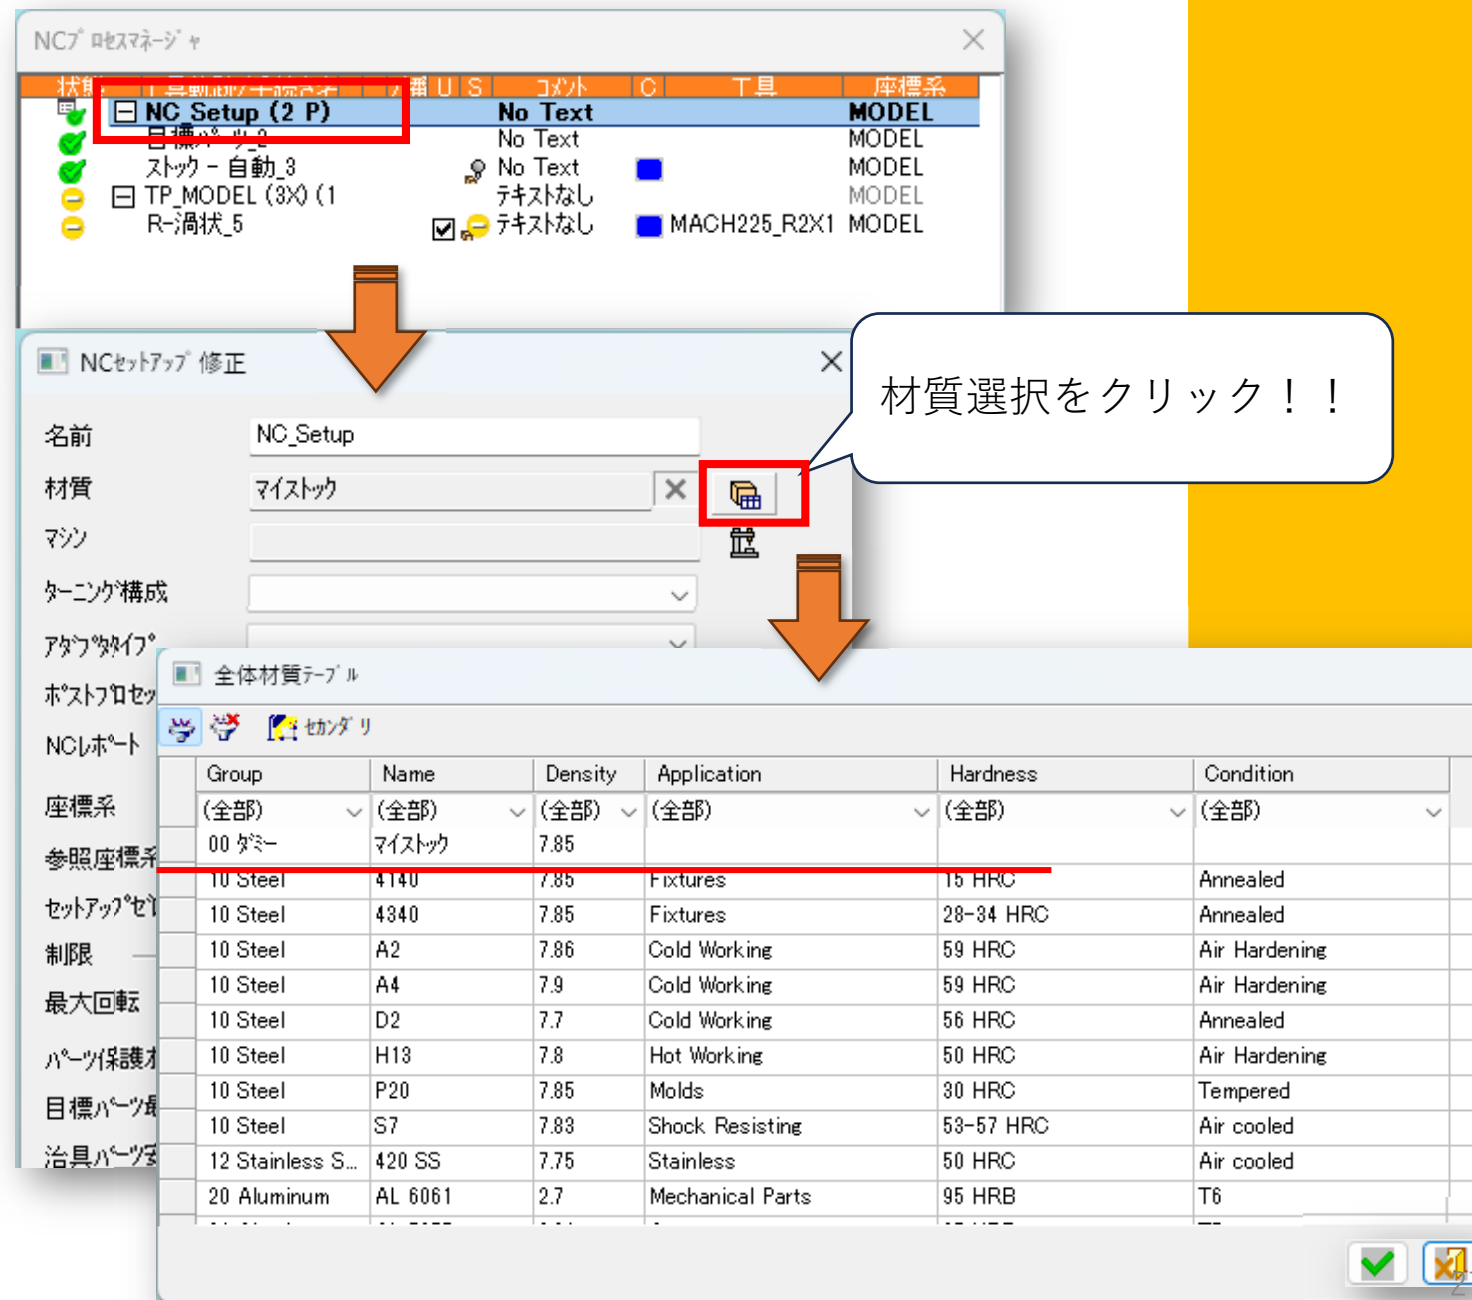 NCプロセスマネージャ
コメント C 工具 座標系
NC_Setup (2 P) No Text MODEL
No Text MODEL
ストック - 自動_3 No Text MODEL
TP_MODEL (3X) (1 テキストなし MODEL
R-渦状_5 テキストなし MACH225_R2X1 MODEL
NCセットアップ 修正
材質選択をクリック！！
名前 NC_Setup
材質 マイストック
マシン
ターニング構成
アダプタタイプ
ポストプロセッ
NCレポート
座標系
参照座標系
セットアップゼロ
制限
最大回転
パーツ保護オ
目標パーツ最
治具パーツ安
全体材質テーブル
セカンダリ
Group Name Density Application Hardness Condition
(全部) (全部) (全部) (全部) (全部) (全部)
00 ダミー マイストック 7.85
10 Steel 4140 7.85 Fixtures 15 HRC Annealed
10 Steel 4340 7.85 Fixtures 28-34 HRC Annealed
10 Steel A2 7.86 Cold Working 59 HRC Air Hardening
10 Steel A4 7.9 Cold Working 59 HRC Air Hardening
10 Steel D2 7.7 Cold Working 56 HRC Annealed
10 Steel H13 7.8 Hot Working 50 HRC Air Hardening
10 Steel P20 7.85 Molds 30 HRC Tempered
10 Steel S7 7.83 Shock Resisting 53-57 HRC Air cooled
12 Stainless S... 420 SS 7.75 Stainless 50 HRC Air cooled
20 Aluminum AL 6061 2.7 Mechanical Parts 95 HRB T6